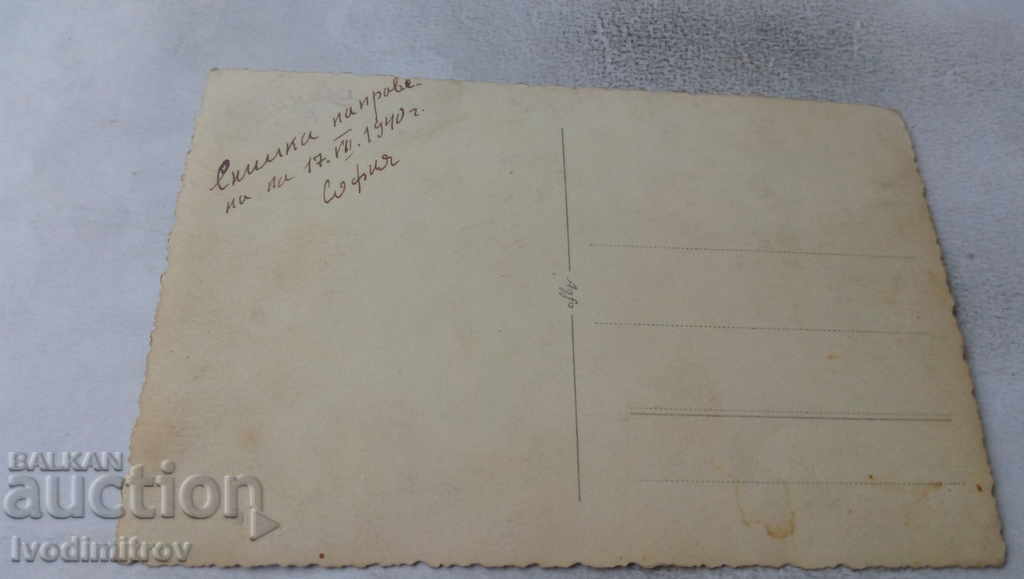 Снимка направе-
на на 17.VII.1940 г.
София
Agfa
BALKAN
auction
Ivodimitrov